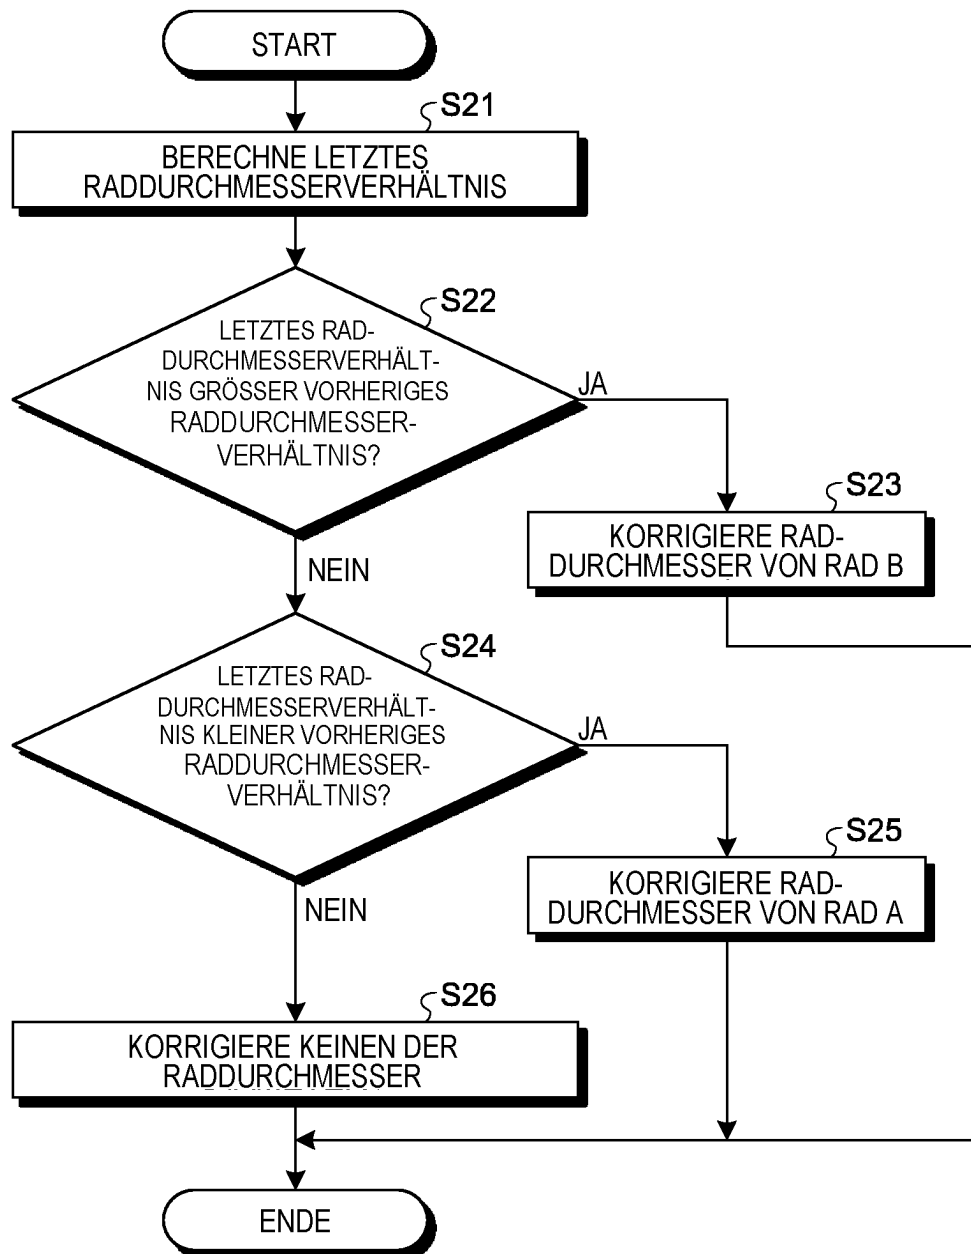 START
S21
BERECHNE LETZTES
RADDURCHMESSERVERHÄLTNIS
S22
LETZTES RAD-
DURCHMESSERVERHÄLT-
NIS GRÖSSER VORHERIGES
RADDURCHMESSER-
VERHÄLTNIS?
JA
S23
KORRIGIERE RAD-
DURCHMESSER VON RAD B
NEIN
S24
LETZTES RAD-
DURCHMESSERVERHÄLT-
NIS KLEINER VORHERIGES
RADDURCHMESSER-
VERHÄLTNIS?
JA
S25
KORRIGIERE RAD-
DURCHMESSER VON RAD A
NEIN
S26
KORRIGIERE KEINEN DER
RADDURCHMESSER
ENDE